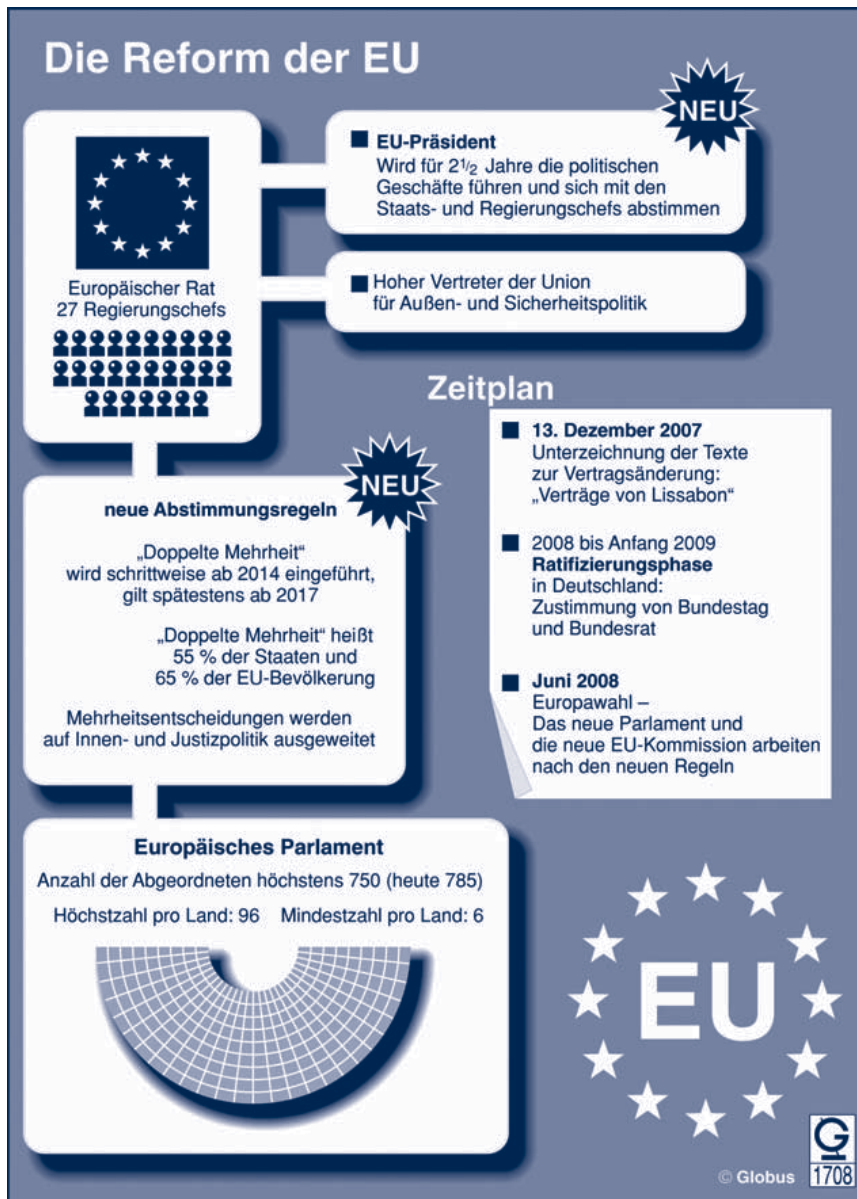 Die Reform der EU
NEU
EU-Präsident
Wird für 2 1/2 Jahre die politischen
Geschäfte führen und sich mit den
Staats- und Regierungschefs abstimmen
Europäischer Rat
27 Regierungschefs
Hoher Vertreter der Union
für Außen- und Sicherheitspolitik
Zeitplan
13. Dezember 2007
Unterzeichnung der Texte
zur Vertragsänderung:
„Verträge von Lissabon“
2008 bis Anfang 2009
Ratifizierungsphase
in Deutschland:
Zustimmung von Bundestag
und Bundesrat
Juni 2008
Europawahl –
Das neue Parlament und
die neue EU-Kommission arbeiten
nach den neuen Regeln
NEU
neue Abstimmungsregeln
„Doppelte Mehrheit“
wird schrittweise ab 2014 eingeführt,
gilt spätestens ab 2017
„Doppelte Mehrheit“ heißt
55 % der Staaten und
65 % der EU-Bevölkerung
Mehrheitsentscheidungen werden
auf Innen- und Justizpolitik ausgeweitet
Europäisches Parlament
Anzahl der Abgeordneten höchstens 750 (heute 785)
Höchstzahl pro Land: 96 Mindestzahl pro Land: 6
EU
© Globus
G
1708